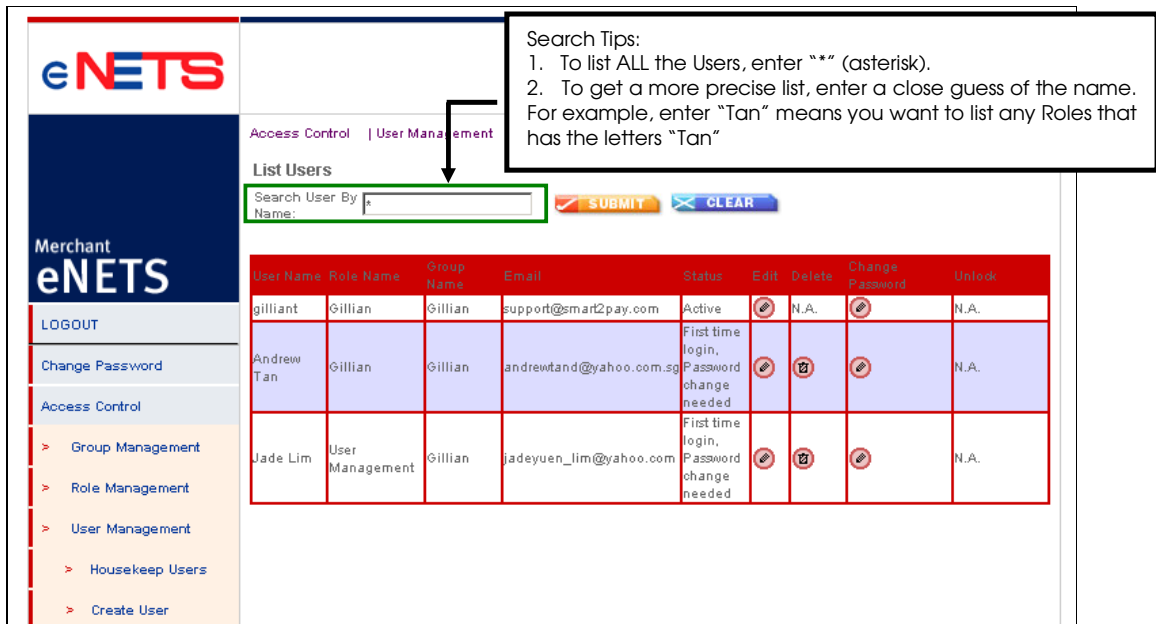 eNETS
Search Tips:
1. To list ALL the Users, enter "*" (asterisk).
2. To get a more precise list, enter a close guess of the name.
For example, enter "Tan" means you want to list any Roles that
has the letters "Tan"
Access Control | User Management
List Users
Search User By
Name:
*
SUBMIT
CLEAR
Merchant
eNETS
LOGOUT
Change Password
Access Control
> Group Management
> Role Management
> User Management
> Housekeep Users
> Create User
User Name Role Name Group Name Email Status Edit Delete Change Password Unlock
gilliant Gillian Gillian support@smart2pay.com Active N.A. N.A.
Andrew Tan Gillian Gillian andrewtand@yahoo.com.sg First time login, Password change needed N.A.
Jade Lim User Management Gillian jadeyuen_lim@yahoo.com First time login, Password change needed N.A.